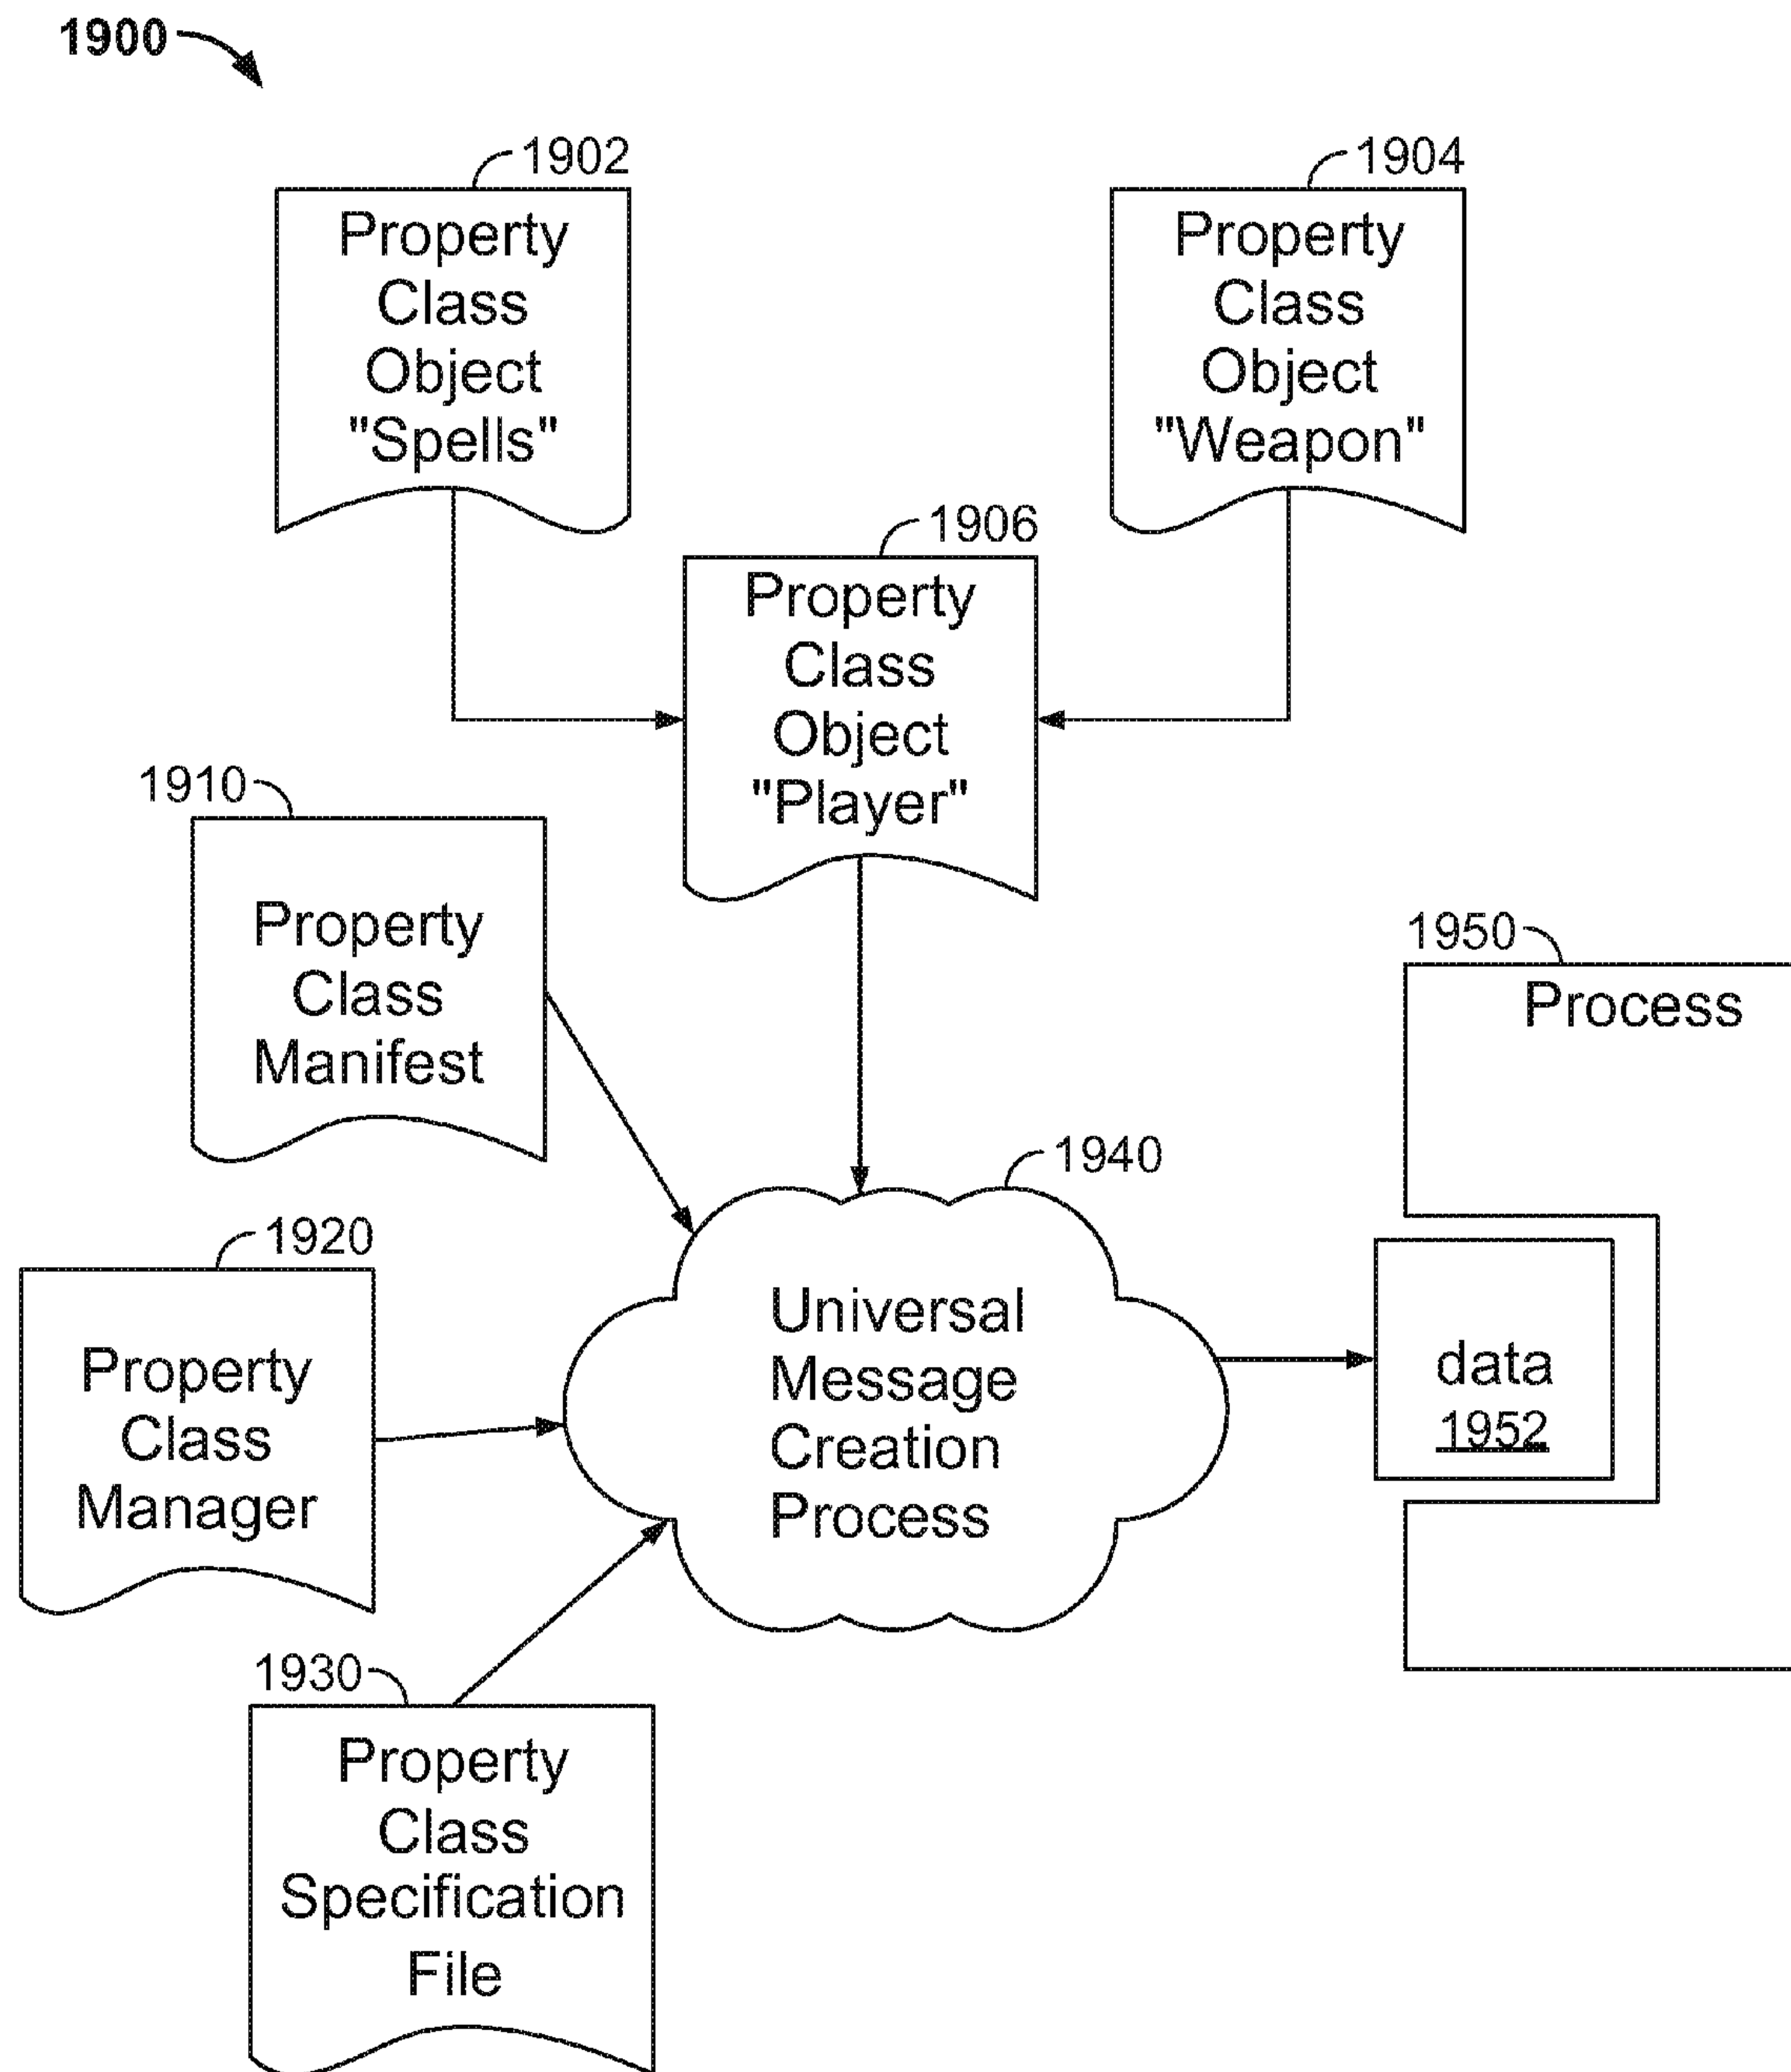 1900
1902
Property
Class
Object
"Spells"
1904
Property
Class
Object
"Weapon"
1906
Property
Class
Object
"Player"
1910
Property
Class
Manifest
1920
Property
Class
Manager
1930
Property
Class
Specification
File
1940
Universal
Message
Creation
Process
1950
Process
data
1952